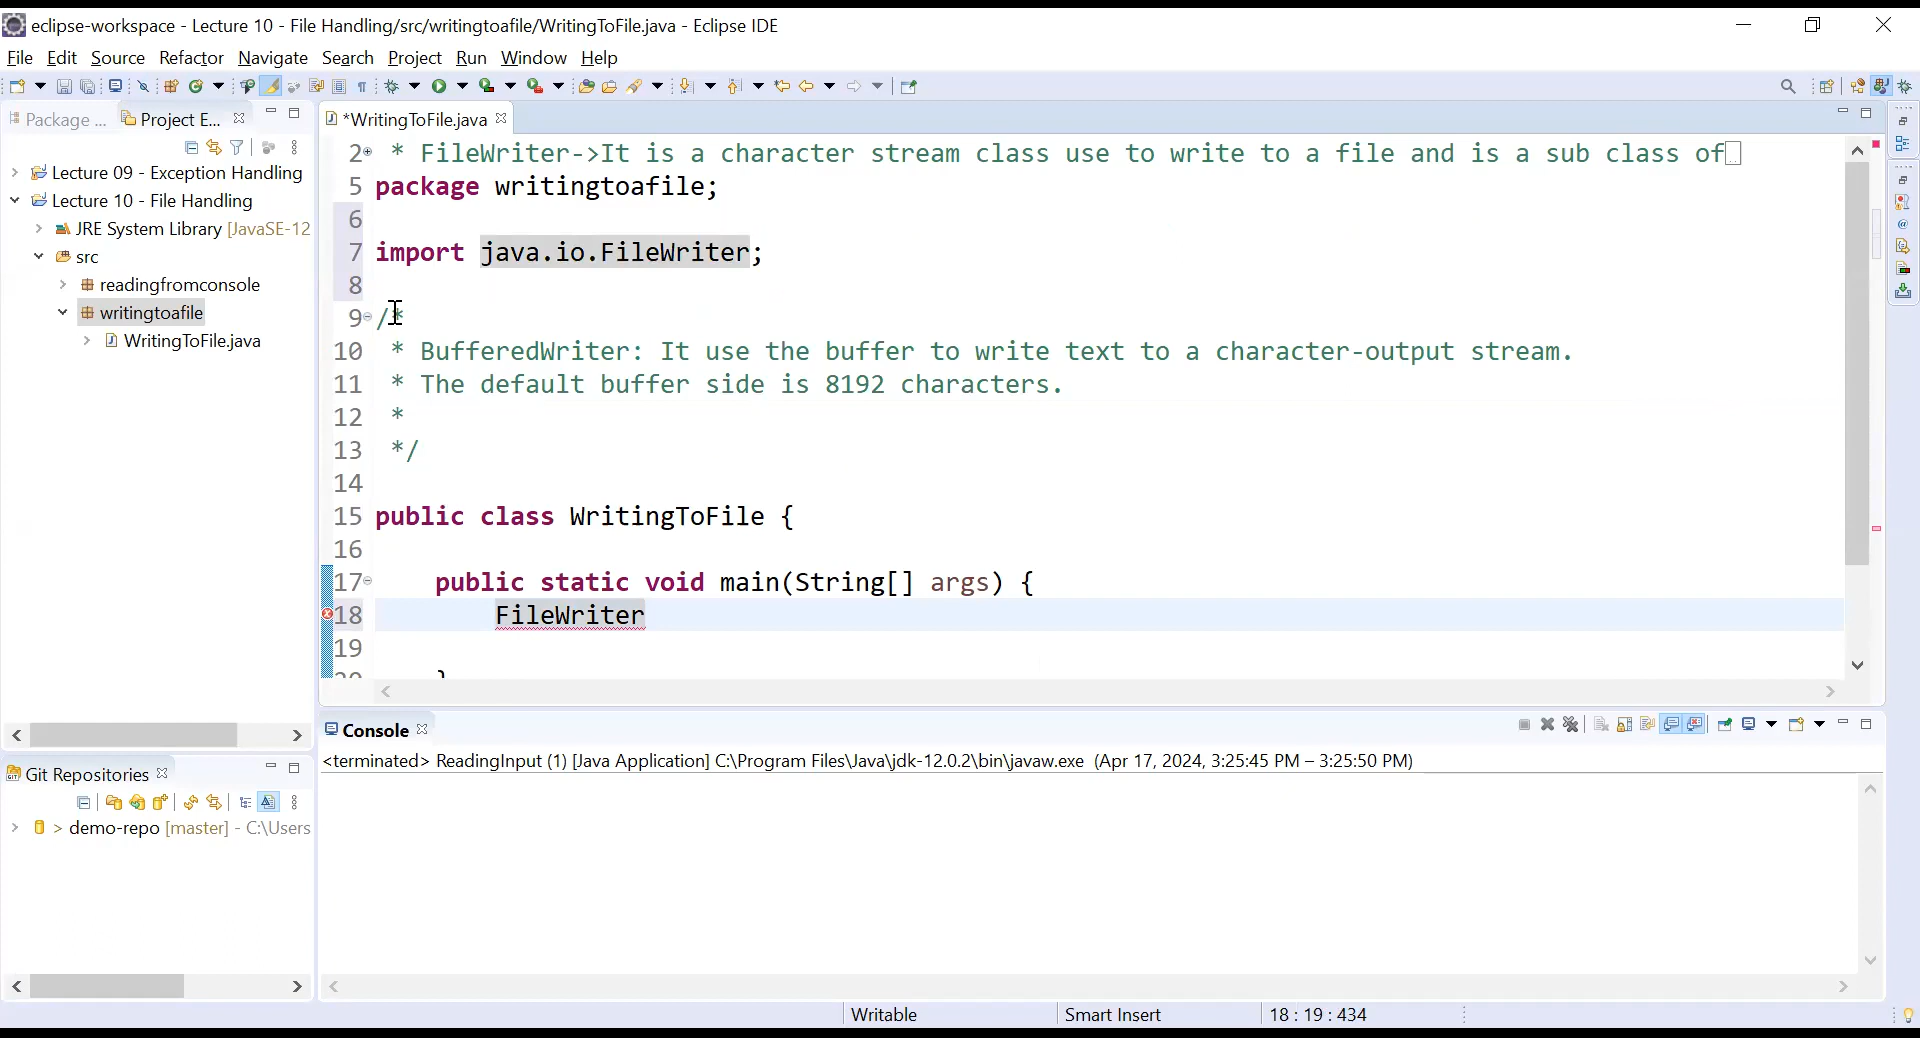 eclipse-workspace - Lecture 10 - File Handling/src/writingtoafile/WritingToFile.java - Eclipse IDE
File Edit Source Refactor Navigate Search Project Run Window Help
Package ... Project E...
*WritingToFile.java
Lecture 09 - Exception Handling
Lecture 10 - File Handling
JRE System Library [JavaSE-12
src
readingfromconsole
writingtoafile
WritingToFile.java
2 * FileWriter->It is a character stream class use to write to a file and is a sub class of
5 package writingtoafile;
6
7 import java.io.FileWriter;
8
9 /*
10 * BufferedWriter: It use the buffer to write text to a character-output stream.
11 * The default buffer side is 8192 characters.
12 *
13 */
14
15 public class WritingToFile {
16
17 public static void main(String[] args) {
18 FileWriter
19
20 }
Console
<terminated> ReadingInput (1) [Java Application] C:\Program Files\Java\jdk-12.0.2\bin\javaw.exe (Apr 17, 2024, 3:25:45 PM – 3:25:50 PM)
Git Repositories
> demo-repo [master] - C:\Users
Writable
Smart Insert
18 : 19 : 434